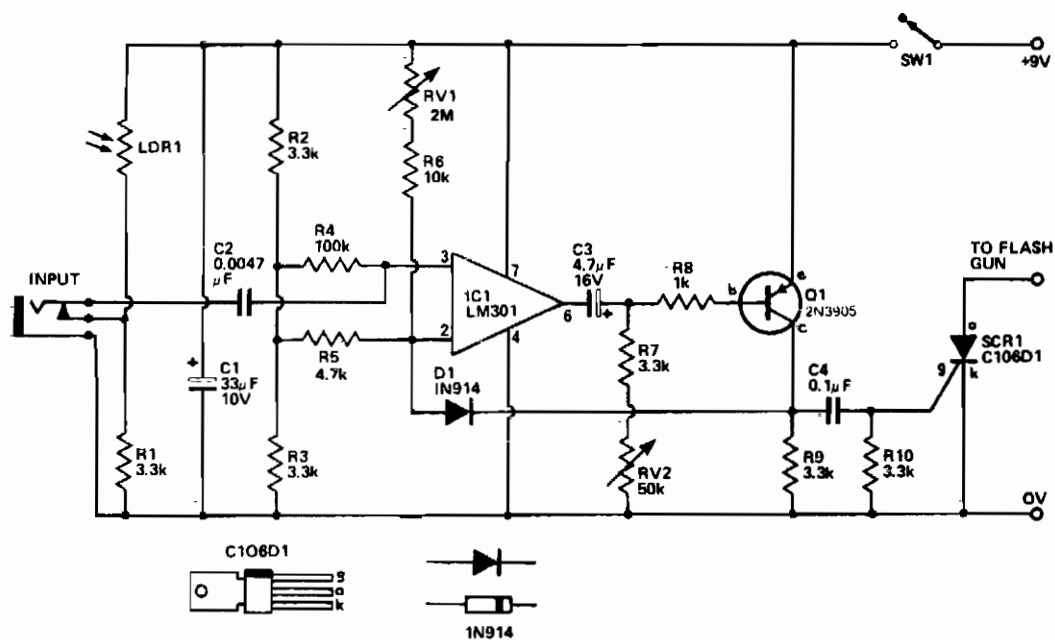 SW1
+9V
RV1
2M
LDR1
R2
3.3k
R6
10k
R4
100k
C2
0.0047
µF
C3
4.7µF
16V
R8
1k
TO FLASH
GUN
INPUT
3
7
IC1
LM301
6
2
4
+
b
e
c
Q1
2N3905
a
SCR1
C106D1
g
k
R5
4.7k
+
C1
33µF
10V
D1
IN914
R7
3.3k
C4
0.1µF
R1
3.3k
R3
3.3k
RV2
50k
R9
3.3k
R10
3.3k
0V
C106D1
g
a
k
1N914